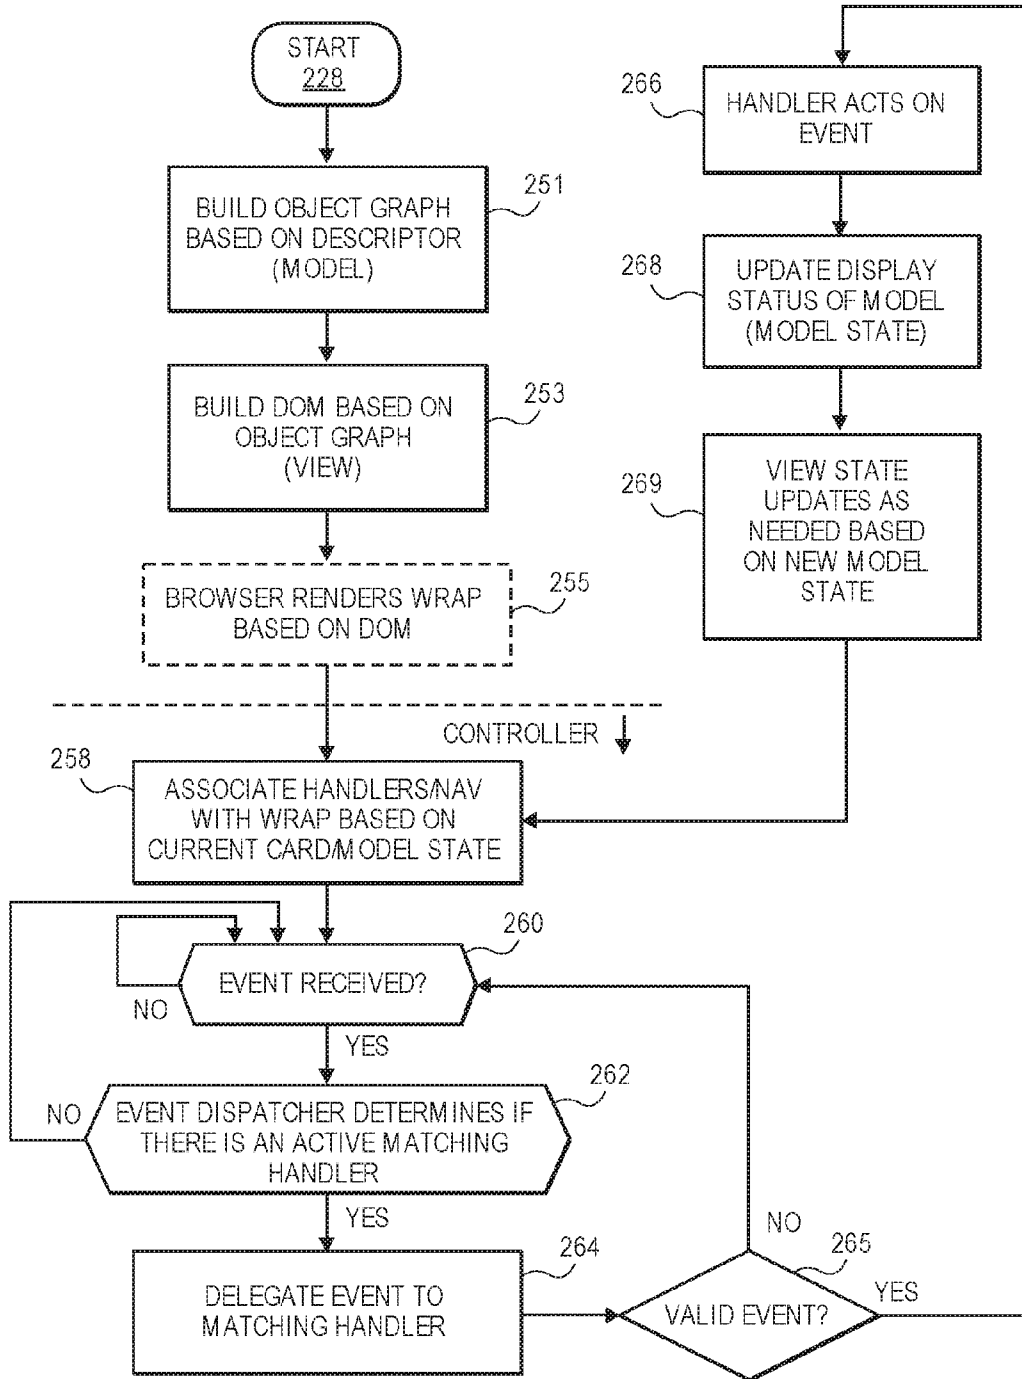 START
228
BUILD OBJECT GRAPH
BASED ON DESCRIPTOR
(MODEL)
251
BUILD DOM BASED ON
OBJECT GRAPH
(VIEW)
253
BROWSER RENDERS WRAP
BASED ON DOM
255
CONTROLLER
258
ASSOCIATE HANDLERS/NAV
WITH WRAP BASED ON
CURRENT CARD/MODEL STATE
260
EVENT RECEIVED?
NO
YES
262
NO
EVENT DISPATCHER DETERMINES IF
THERE IS AN ACTIVE MATCHING
HANDLER
YES
264
DELEGATE EVENT TO
MATCHING HANDLER
NO
265
VALID EVENT?
YES
266
HANDLER ACTS ON
EVENT
268
UPDATE DISPLAY
STATUS OF MODEL
(MODEL STATE)
269
VIEW STATE
UPDATES AS
NEEDED BASED
ON NEW MODEL
STATE